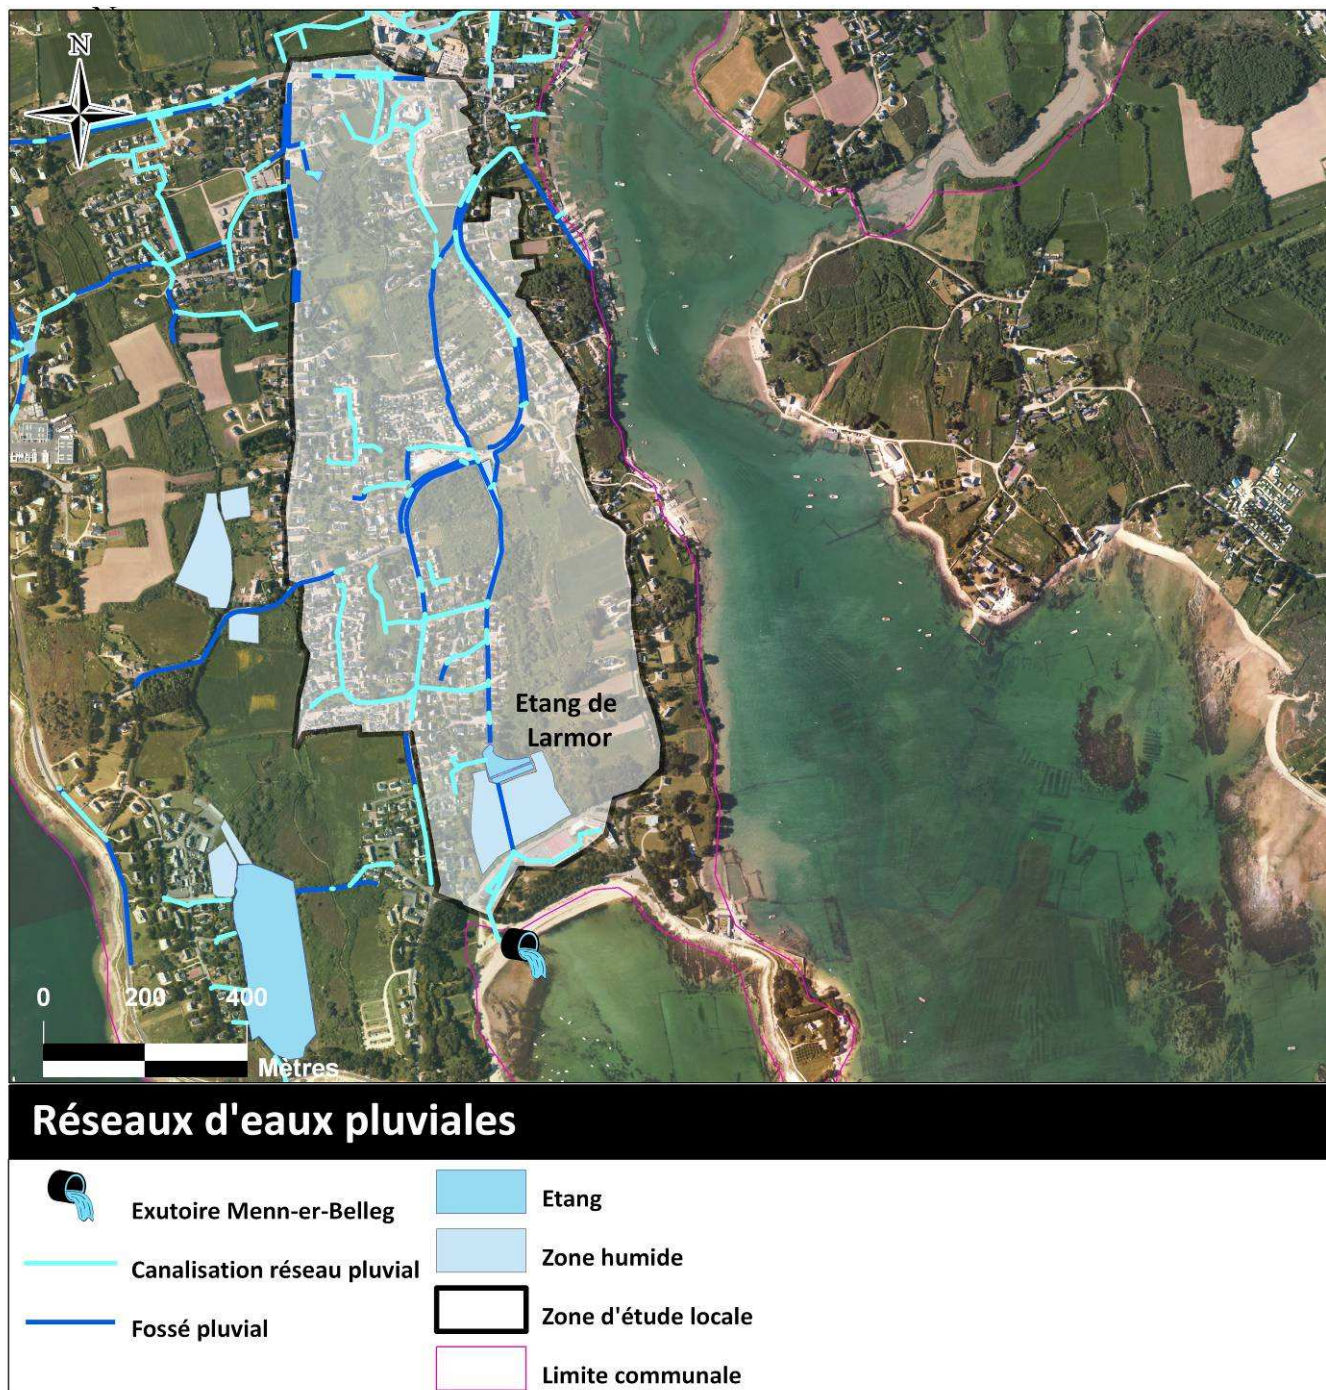 N
Etang de
Larmor
0 200 400
Mètres
Réseaux d'eaux pluviales
Exutoire Menn-er-Belleg
Canalisation réseau pluvial
Fossé pluvial
Etang
Zone humide
Zone d'étude locale
Limite communale